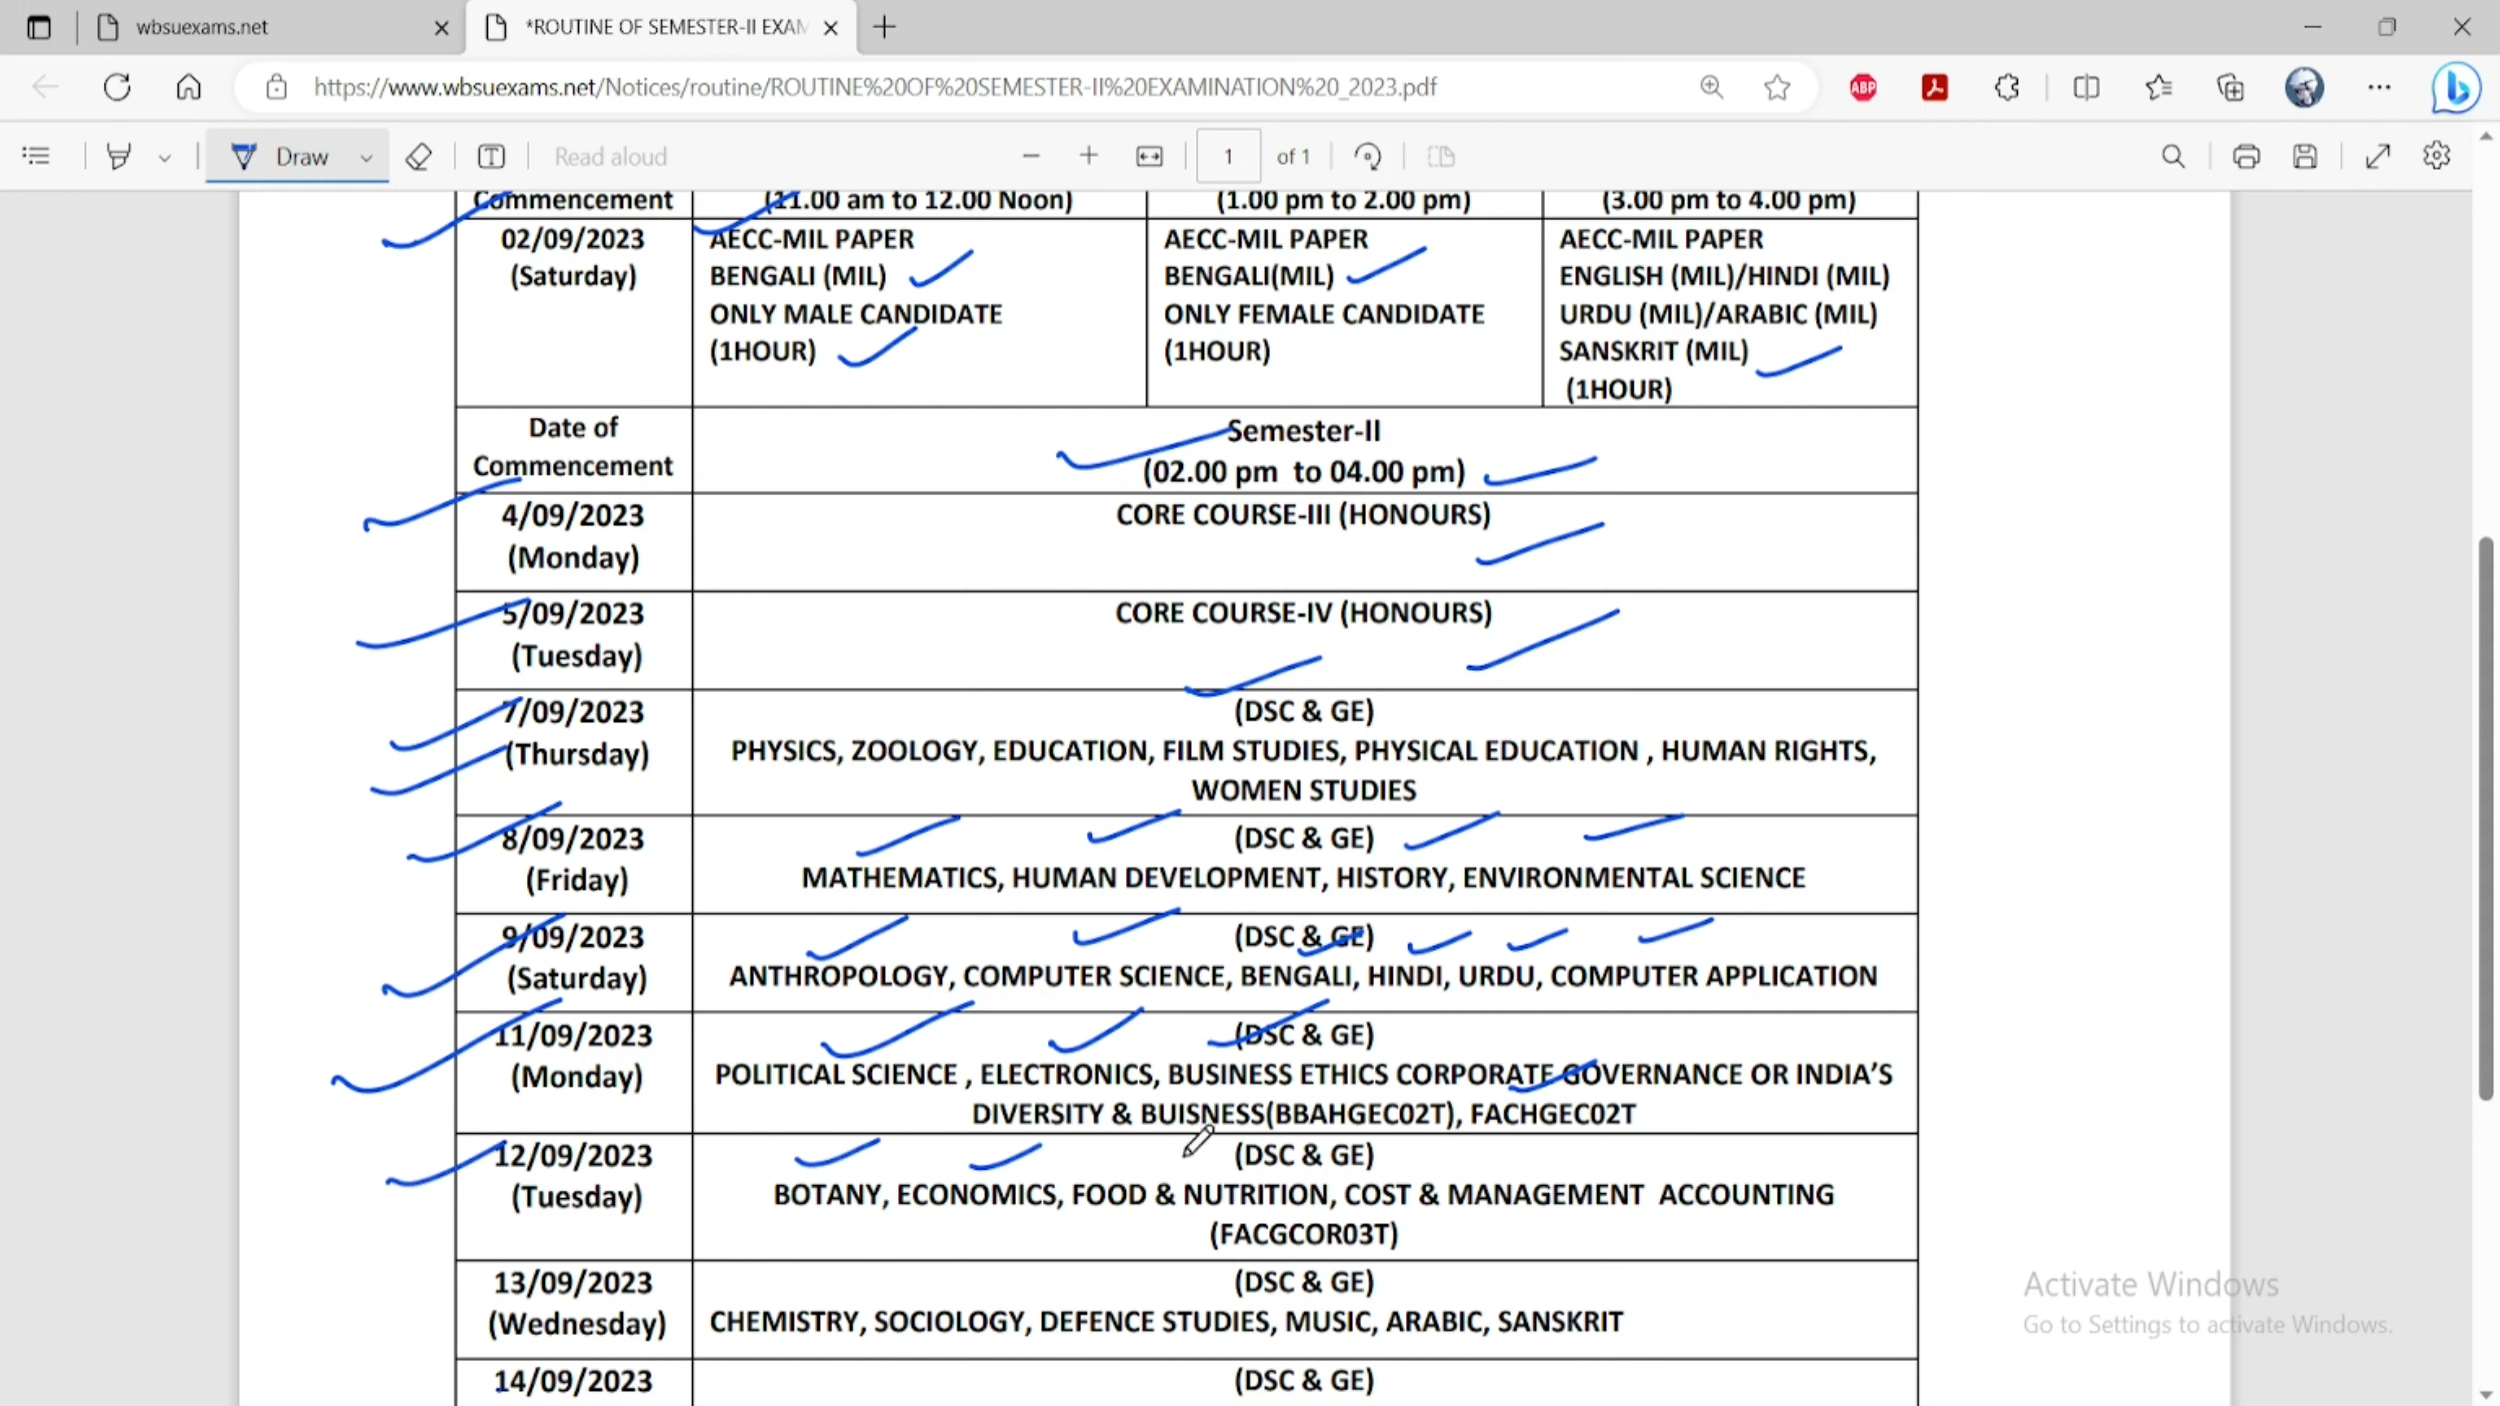 wbsuexams.net
*ROUTINE OF SEMESTER-II EXAM
https://www.wbsuexams.net/Notices/routine/ROUTINE%20OF%20SEMESTER-II%20EXAMINATION%20_2023.pdf
ABP
Draw
Read aloud
1
of 1
Commencement
(11.00 am to 12.00 Noon)
(1.00 pm to 2.00 pm)
(3.00 pm to 4.00 pm)
02/09/2023
(Saturday)
AECC-MIL PAPER
BENGALI (MIL)
ONLY MALE CANDIDATE
(1HOUR)
AECC-MIL PAPER
BENGALI(MIL)
ONLY FEMALE CANDIDATE
(1HOUR)
AECC-MIL PAPER
ENGLISH (MIL)/HINDI (MIL)
URDU (MIL)/ARABIC (MIL)
SANSKRIT (MIL)
(1HOUR)
Date of
Commencement
Semester-II
(02.00 pm to 04.00 pm)
4/09/2023
(Monday)
CORE COURSE-III (HONOURS)
5/09/2023
(Tuesday)
CORE COURSE-IV (HONOURS)
7/09/2023
(Thursday)
(DSC & GE)
PHYSICS, ZOOLOGY, EDUCATION, FILM STUDIES, PHYSICAL EDUCATION , HUMAN RIGHTS,
WOMEN STUDIES
8/09/2023
(Friday)
(DSC & GE)
MATHEMATICS, HUMAN DEVELOPMENT, HISTORY, ENVIRONMENTAL SCIENCE
9/09/2023
(Saturday)
(DSC & GE)
ANTHROPOLOGY, COMPUTER SCIENCE, BENGALI, HINDI, URDU, COMPUTER APPLICATION
11/09/2023
(Monday)
(DSC & GE)
POLITICAL SCIENCE , ELECTRONICS, BUSINESS ETHICS CORPORATE GOVERNANCE OR INDIA'S
DIVERSITY & BUISNESS(BBAHGEC02T), FACHGEC02T
12/09/2023
(Tuesday)
(DSC & GE)
BOTANY, ECONOMICS, FOOD & NUTRITION, COST & MANAGEMENT ACCOUNTING
(FACGCOR03T)
13/09/2023
(Wednesday)
(DSC & GE)
CHEMISTRY, SOCIOLOGY, DEFENCE STUDIES, MUSIC, ARABIC, SANSKRIT
14/09/2023
(DSC & GE)
Activate Windows
Go to Settings to activate Windows.